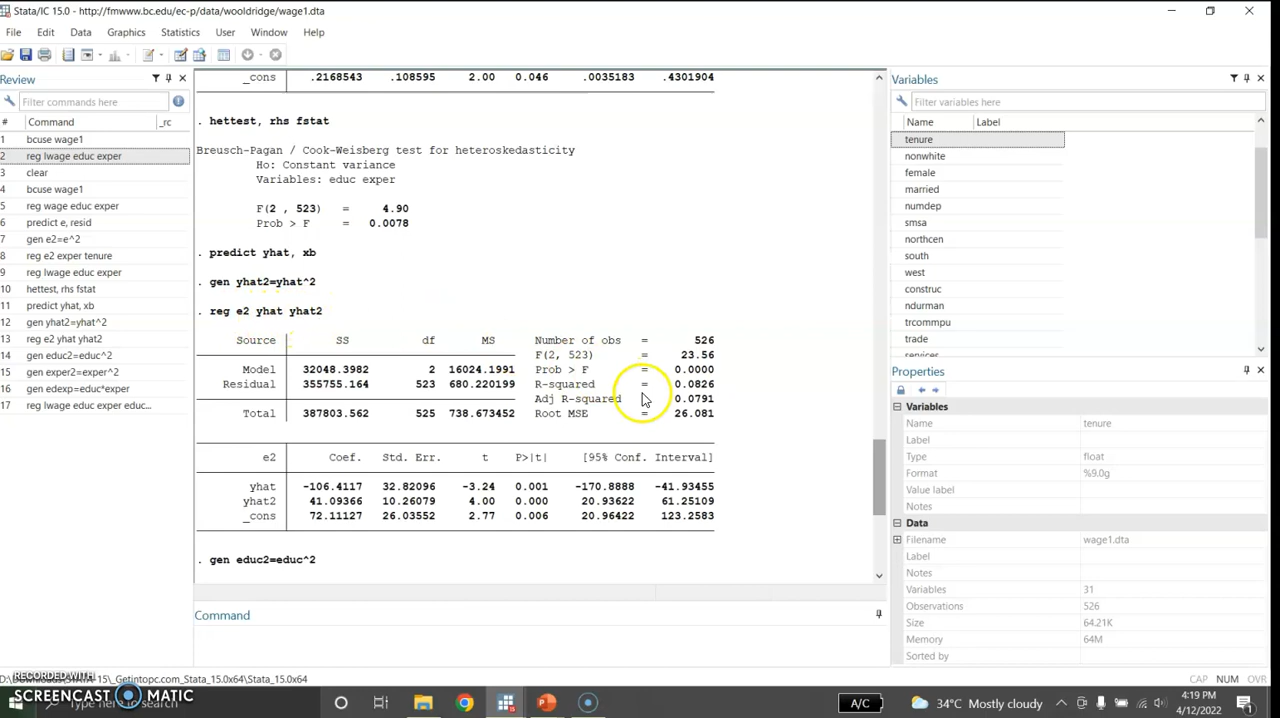 Stata/IC 15.0 - http://fmwww.bc.edu/ec-p/data/wooldridge/wage1.dta
File Edit Data Graphics Statistics User Window Help
Review
Filter commands here
# Command _rc
1 bcuse wage1
2 reg lwage educ exper
3 clear
4 bcuse wage1
5 reg wage educ exper
6 predict e, resid
7 gen e2=e^2
8 reg e2 exper tenure
9 reg lwage educ exper
10 hettest, rhs fstat
11 predict yhat, xb
12 gen yhat2=yhat^2
13 reg e2 yhat yhat2
14 gen educ2=educ^2
15 gen exper2=exper^2
16 gen edexp=educ*exper
17 reg lwage educ exper educ...
_cons .2168543 .108595 2.00 0.046 .0035183 .4301904
. hettest, rhs fstat
Breusch-Pagan / Cook-Weisberg test for heteroskedasticity
Ho: Constant variance
Variables: educ exper
F(2 , 523) = 4.90
Prob > F = 0.0078
. predict yhat, xb
. gen yhat2=yhat^2
. reg e2 yhat yhat2
Source SS df MS Number of obs = 526
F(2, 523) = 23.56
Model 32048.3982 2 16024.1991 Prob > F = 0.0000
Residual 355755.164 523 680.220199 R-squared = 0.0826
Adj R-squared = 0.0791
Total 387803.562 525 738.673452 Root MSE = 26.081
e2 Coef. Std. Err. t P>|t| [95% Conf. Interval]
yhat -106.4117 32.82096 -3.24 0.001 -170.8888 -41.93455
yhat2 41.09366 10.26079 4.00 0.000 20.93622 61.25109
_cons 72.11127 26.03552 2.77 0.006 20.96422 123.2583
. gen educ2=educ^2
Command
Variables
Filter variables here
Name Label
tenure
nonwhite
female
married
numdep
smsa
northcen
south
west
construc
ndurman
trcommpu
trade
services
Properties
Variables
Name tenure
Label
Type float
Format %9.0g
Value label
Notes
Data
Filename wage1.dta
Label
Notes
Variables 31
Observations 526
Size 64.21K
Memory 64M
Sorted by
D:\Downloads\STATA 15\_Getintopc.com_Stata_15.0x64\Stata_15.0x64
CAP NUM OVR
RECORDED WITH
SCREENCAST MATIC
Type here to search
A/C
34°C Mostly cloudy
4:19 PM
4/12/2022
1